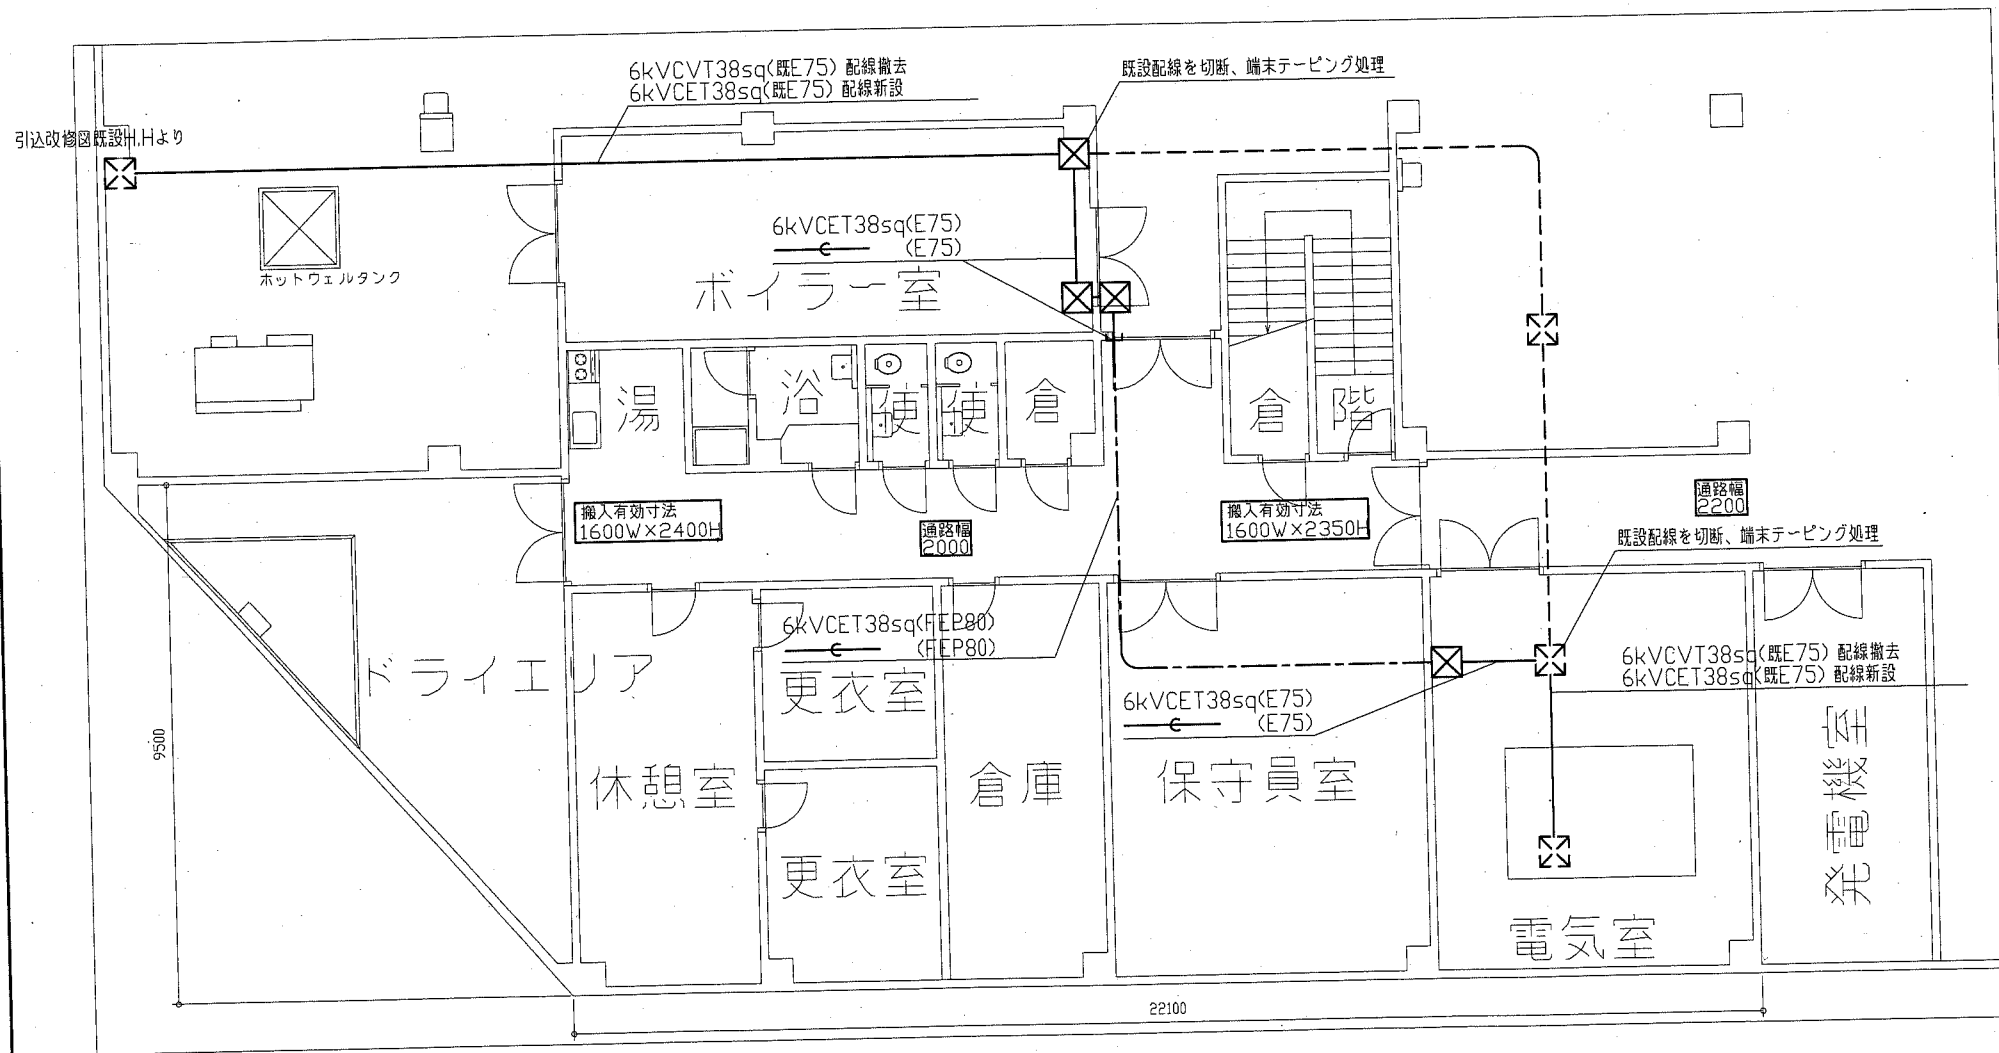 6kVCVT38sq(既E75) 配線撤去
6kVCET38sq(既E75) 配線新設
既設配線を切断、端末テーピング処理
引込改修図既設H.Hより
6kVCET38sq(E75)
(E75)
ホットウェルタンク
ボイラー室
湯
浴
便
便
倉
倉
階
搬入有効寸法
1600W×2400H
通路幅
2000
搬入有効寸法
1600W×2350H
通路幅
2200
既設配線を切断、端末テーピング処理
6kVCET38sq(FEP80)
(FEP80)
ドライエリア
更衣室
6kVCVT38sq(既E75) 配線撤去
6kVCET38sq(既E75) 配線新設
6kVCET38sq(E75)
(E75)
9500
休憩室
倉庫
保守員室
発電機室
更衣室
電気室
22100